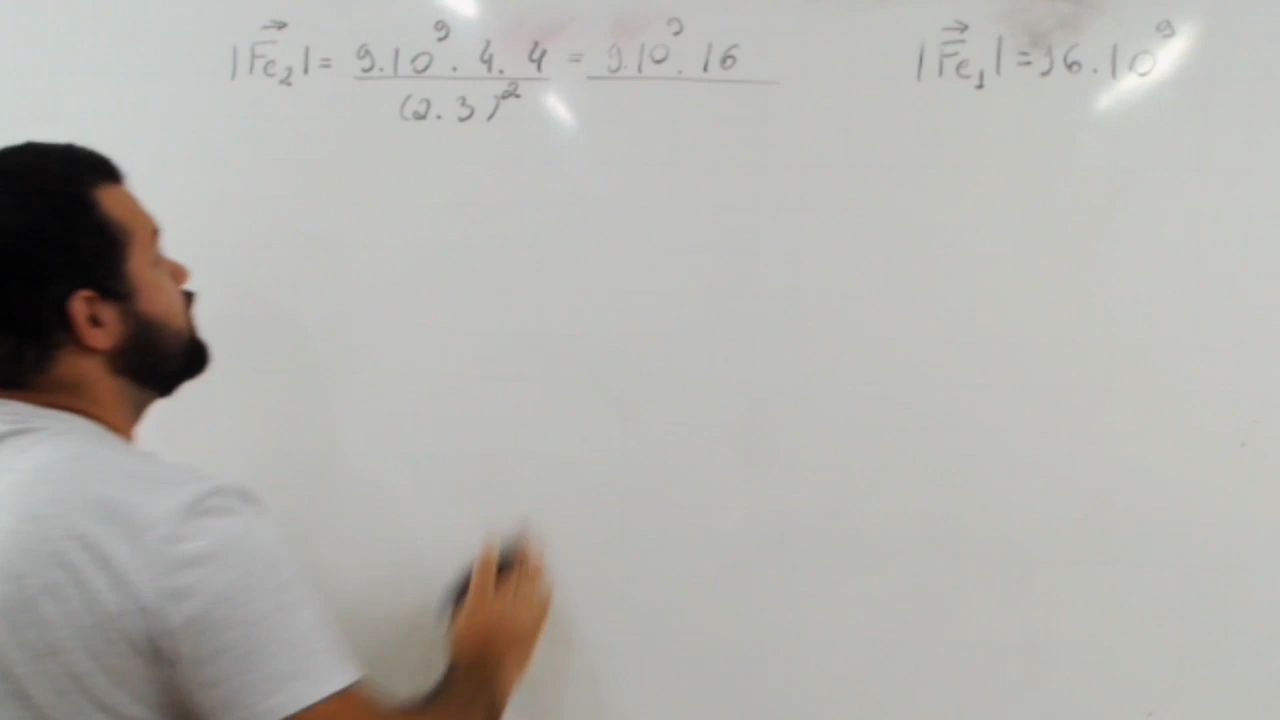 |F⃗e₂| = 9.10⁹. 4. 4 = 9.10⁹. 16
(2.3)²
|F⃗e₁| = 16.10⁹